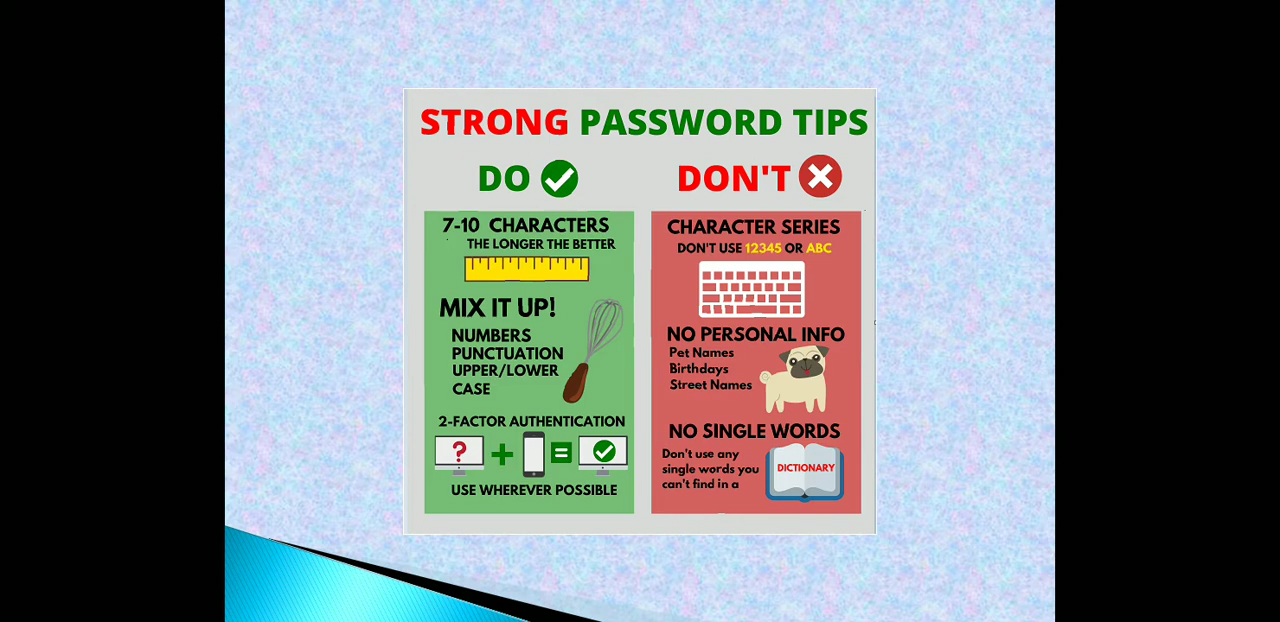 STRONG PASSWORD TIPS
DO
7-10 CHARACTERS
THE LONGER THE BETTER
MIX IT UP!
NUMBERS
PUNCTUATION
UPPER/LOWER
CASE
2-FACTOR AUTHENTICATION
?
+
=
USE WHEREVER POSSIBLE
DON'T
CHARACTER SERIES
DON'T USE 12345 OR ABC
NO PERSONAL INFO
Pet Names
Birthdays
Street Names
NO SINGLE WORDS
Don't use any
single words you
can't find in a
DICTIONARY